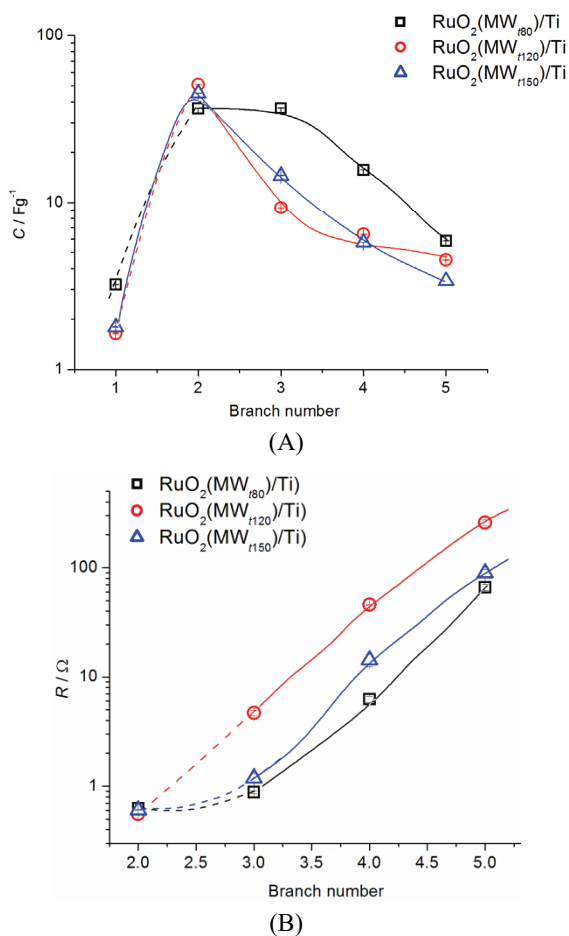 RuO2(MWt80)/Ti
RuO2(MWt120)/Ti
RuO2(MWt150)/Ti
C / Fg-1
100
10
1
1 2 3 4 5
Branch number
(A)
RuO2(MWt80)/Ti)
RuO2(MWt120)/Ti)
RuO2(MWt150)/Ti)
R / Ω
100
10
1
2.0 2.5 3.0 3.5 4.0 4.5 5.0
Branch number
(B)